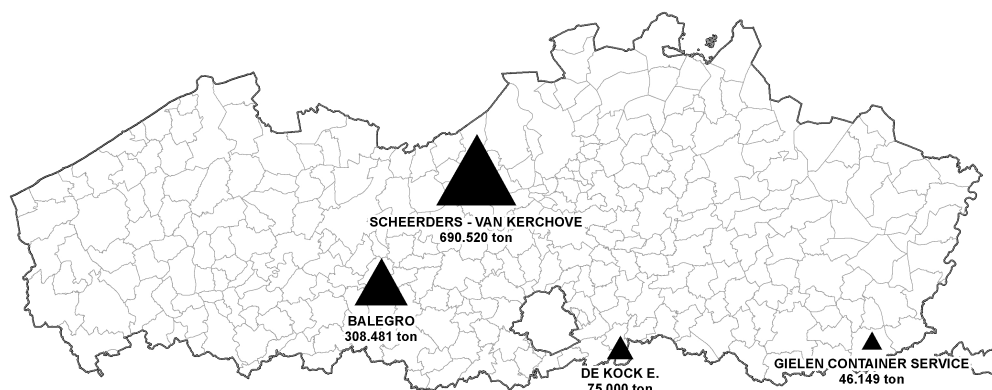 SCHEERDERS - VAN KERCHOVE
690.520 ton
BALEGRO
308.481 ton
DE KOCK E.
75.000 ton
GIELEN CONTAINER SERVICE
46.149 ton